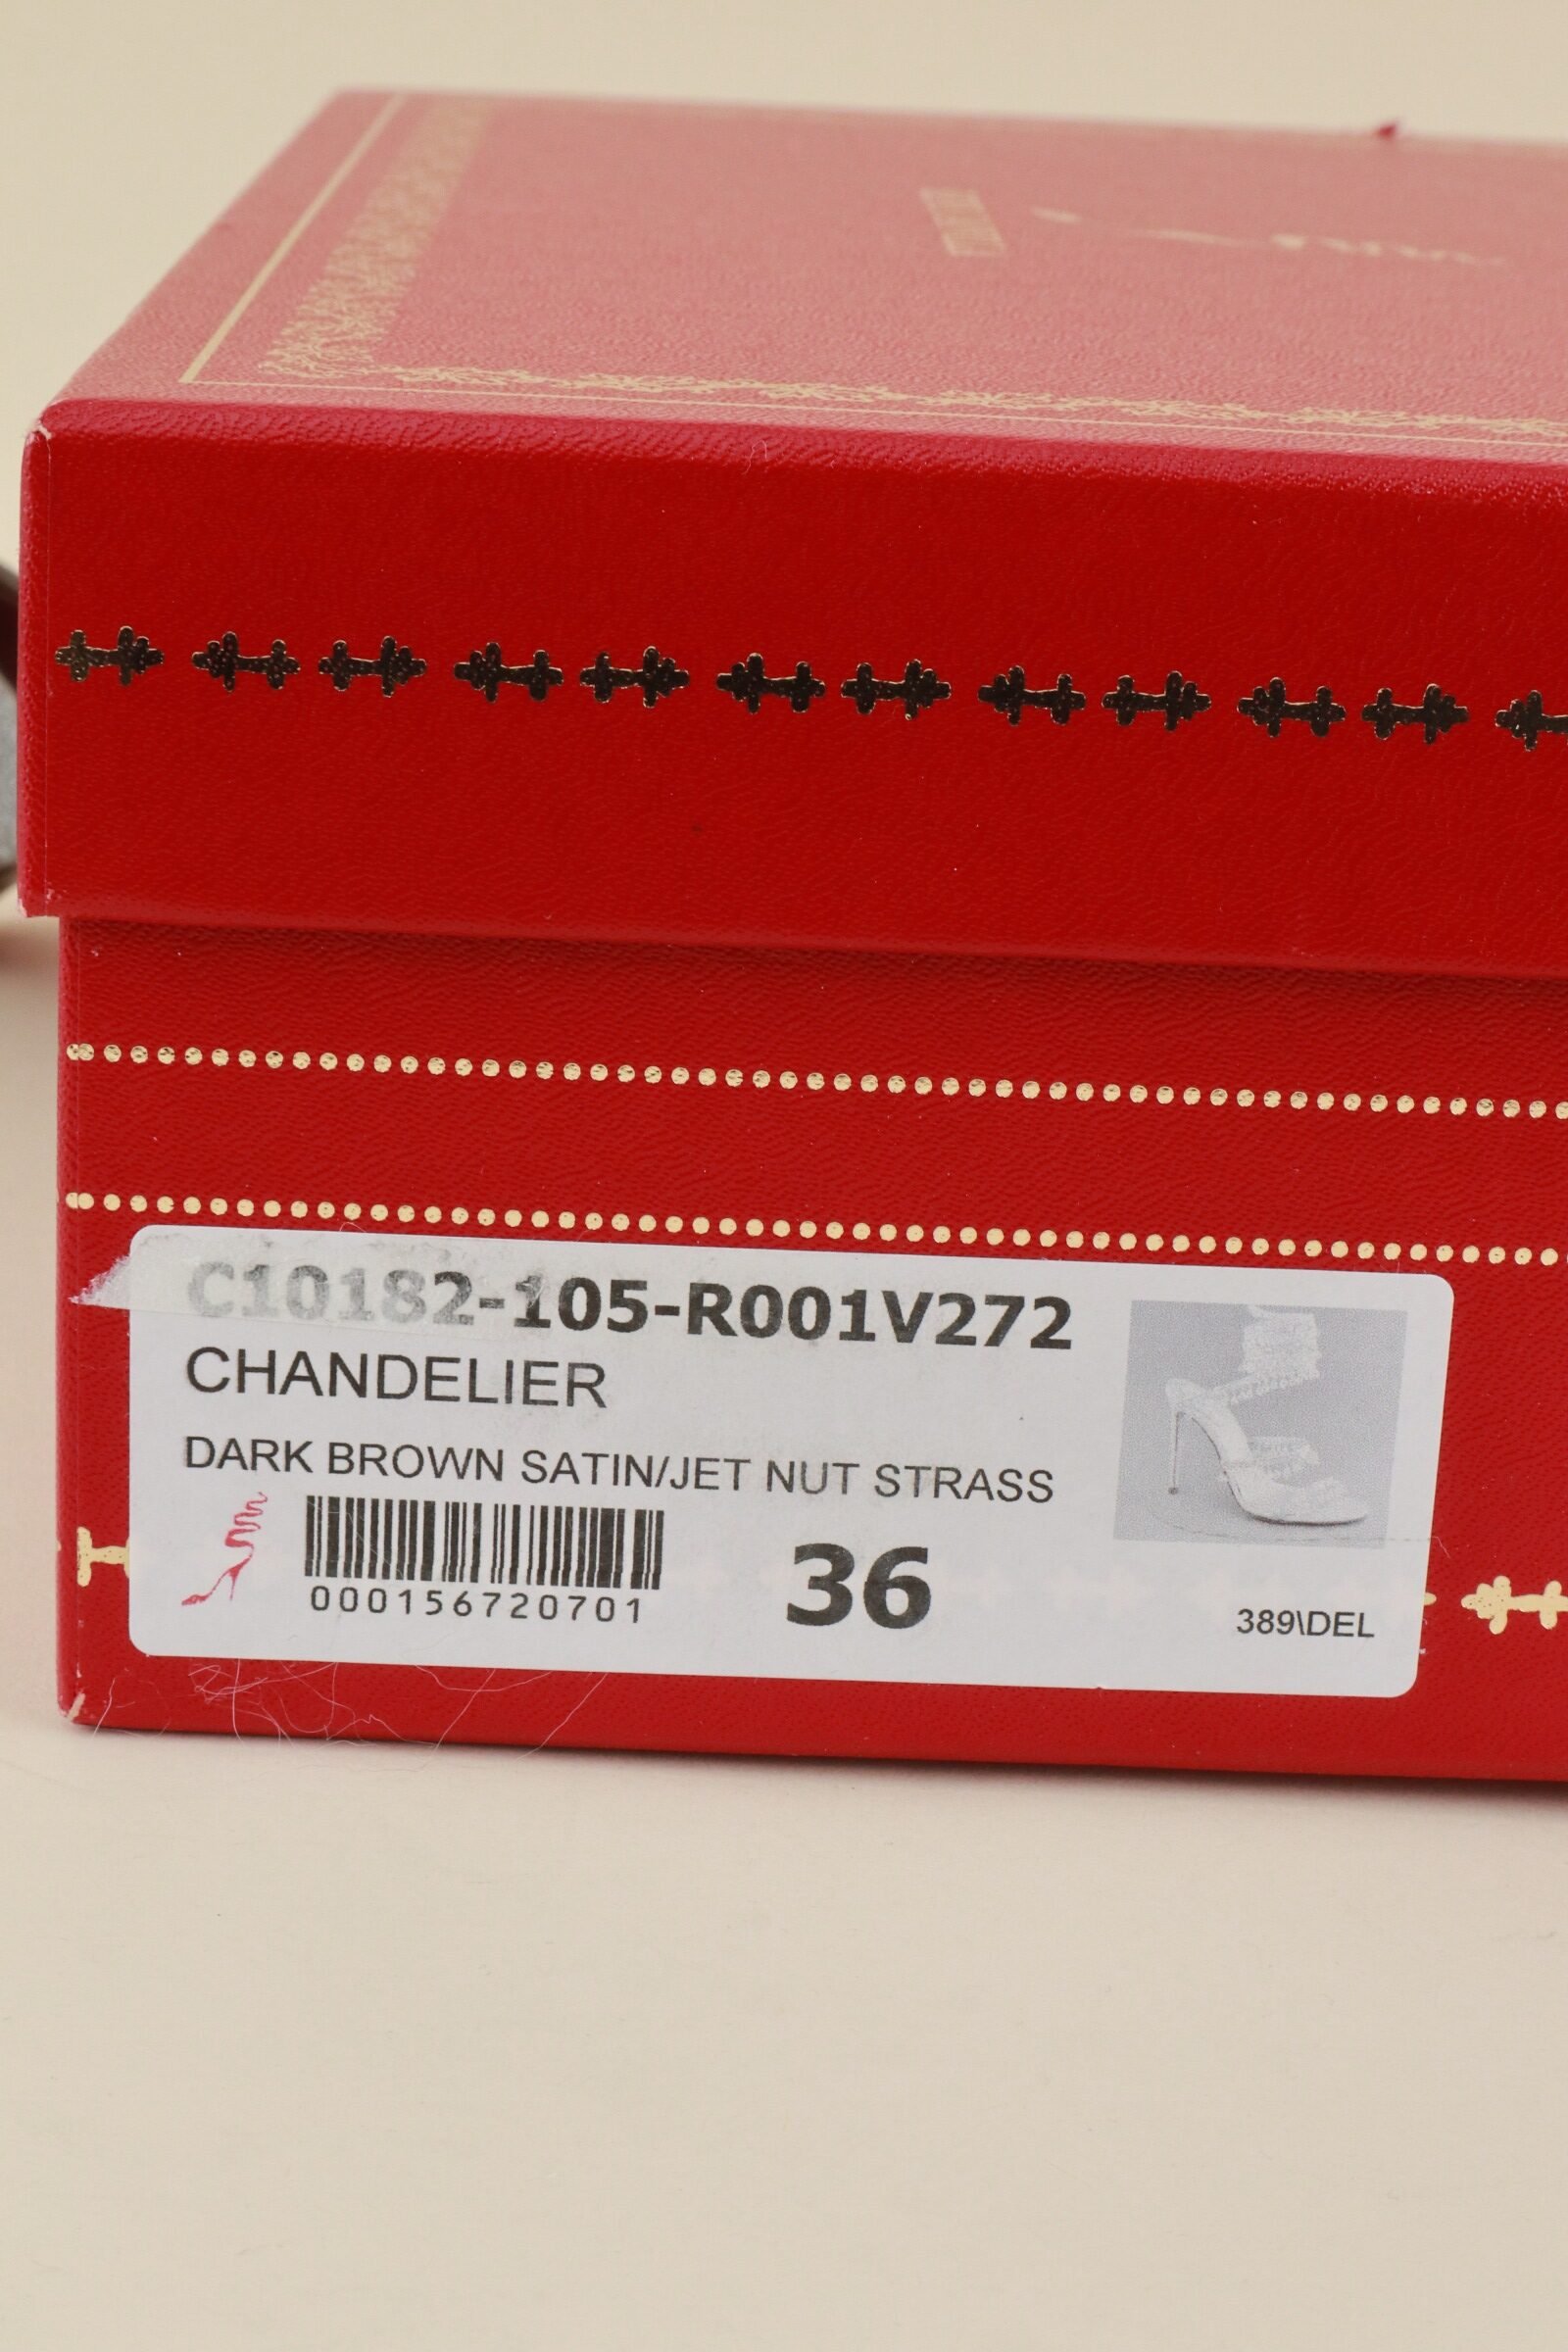 C10182-105-R001V272
CHANDELIER
DARK BROWN SATIN/JET NUT STRASS
000156720701
36
389\DEL